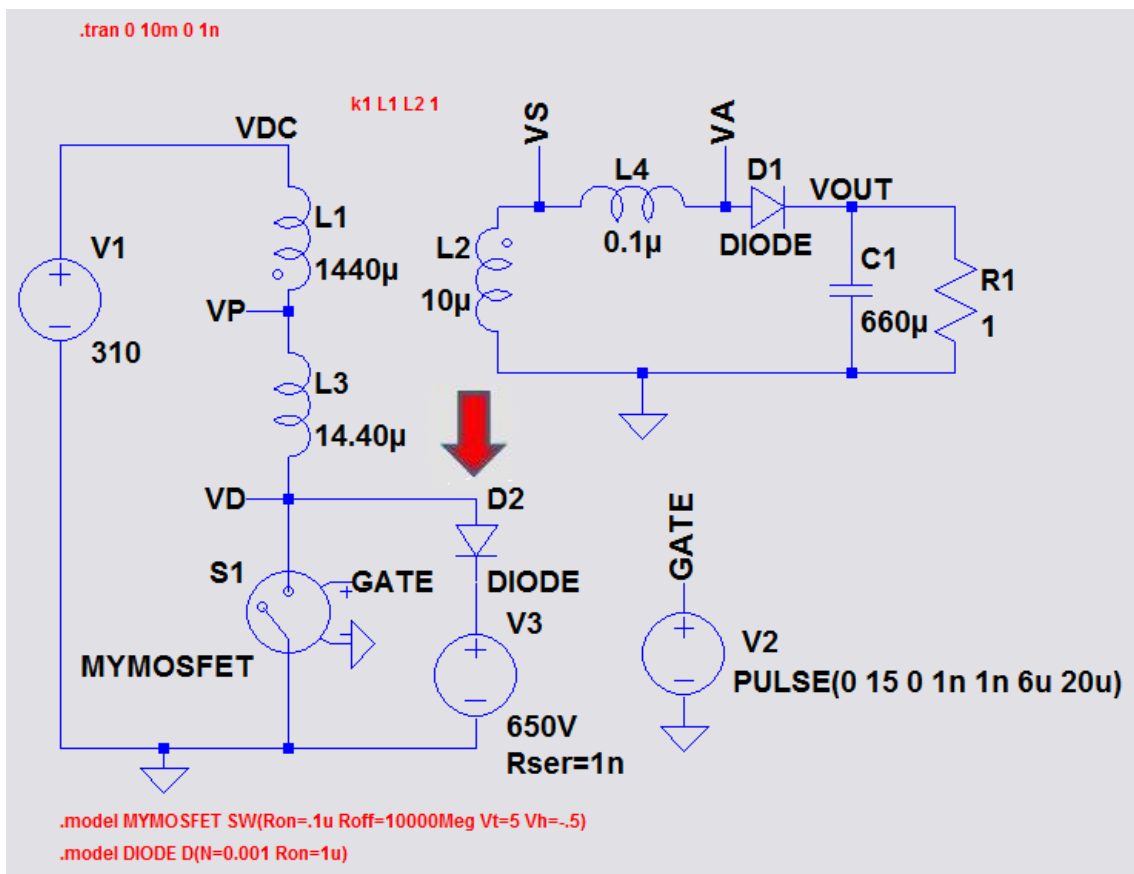 .tran 0 10m 0 1n
k1 L1 L2 1
VDC
VS
VA
L1
1440µ
V1
310
VP
L3
14.40µ
L2
10µ
L4
0.1µ
D1
DIODE
VOUT
C1
660µ
R1
1
VD
D2
DIODE
S1
GATE
MYMOSFET
V3
650V
Rser=1n
GATE
V2
PULSE(0 15 0 1n 1n 6u 20u)
.model MYMOSFET SW(Ron=.1u Roff=10000Meg Vt=5 Vh=-.5)
.model DIODE D(N=0.001 Ron=1u)